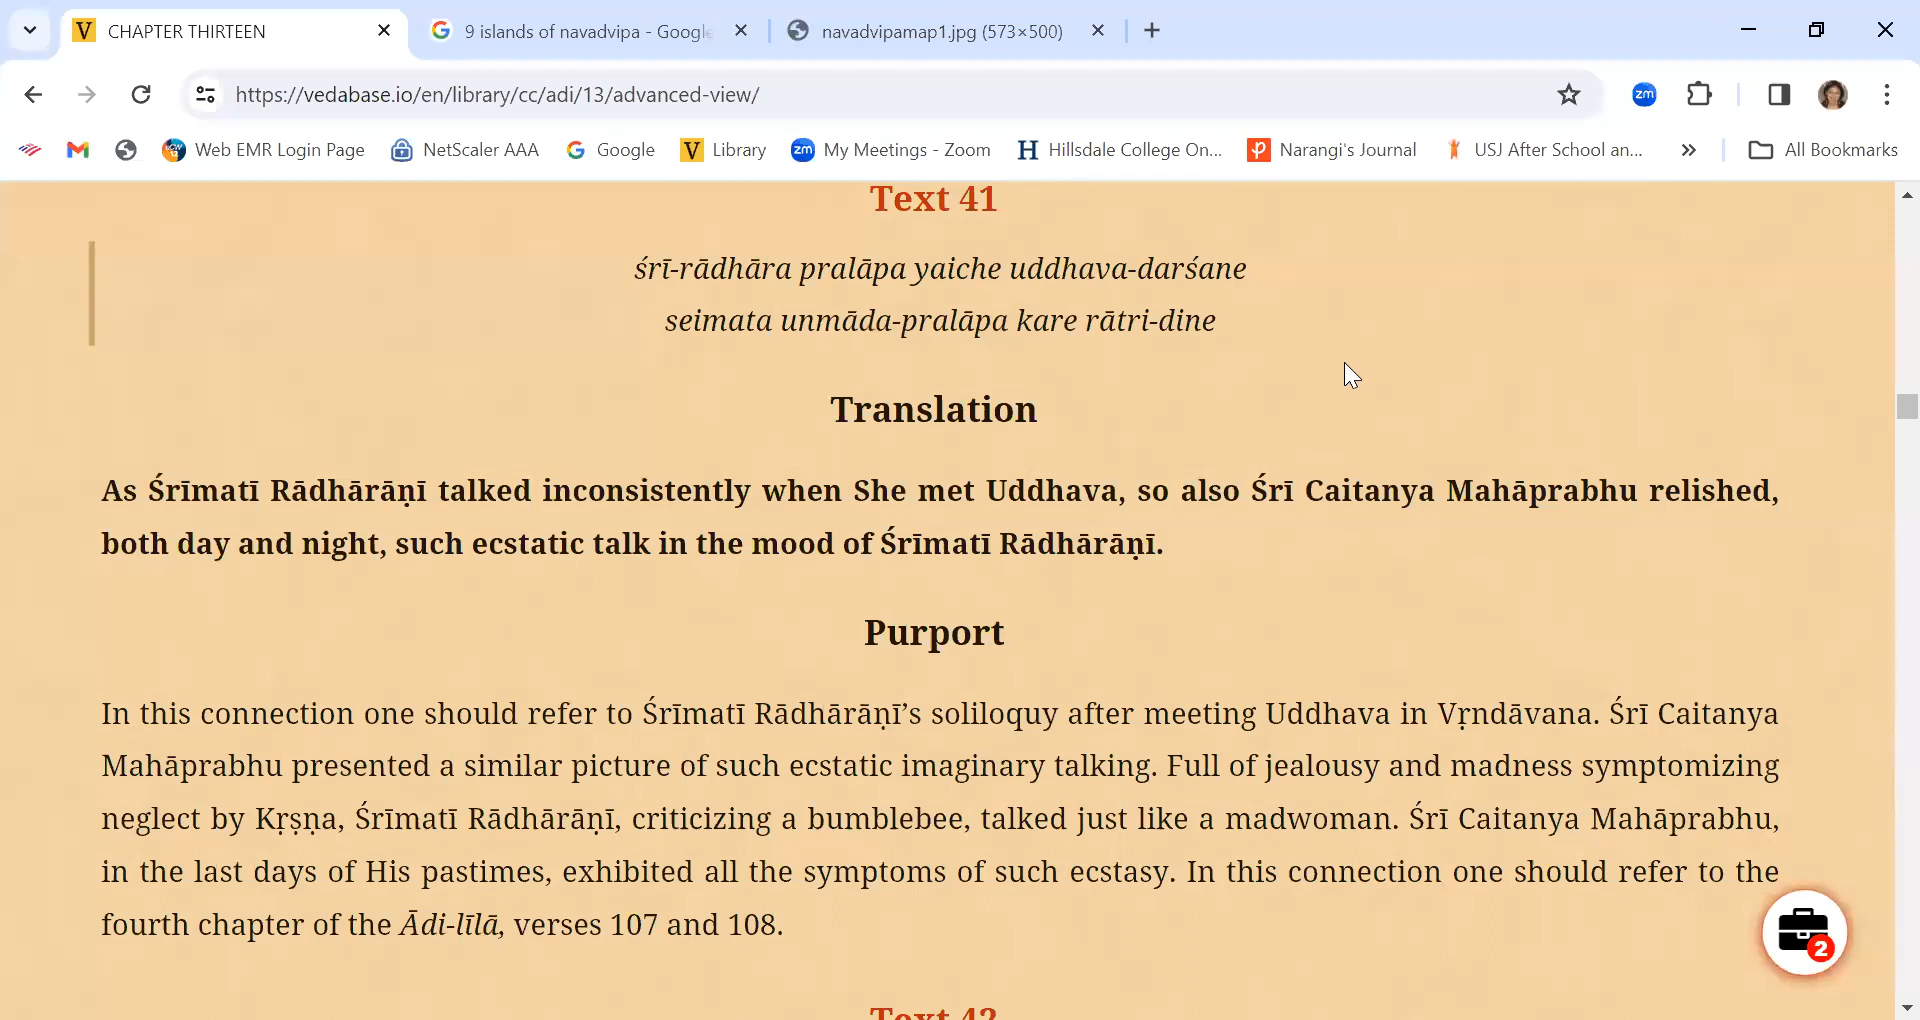 CHAPTER THIRTEEN
9 islands of navadvipa - Google
navadvipamap1.jpg (573×500)
https://vedabase.io/en/library/cc/adi/13/advanced-view/
zm
Web EMR Login Page
NetScaler AAA
Google
Library
zm My Meetings - Zoom
Hillsdale College On...
Narangi's Journal
USJ After School an...
All Bookmarks
Text 41
śrī-rādhāra pralāpa yaiche uddhava-darśane
seimata unmāda-pralāpa kare rātri-dine
Translation
As Śrīmatī Rādhārāṇī talked inconsistently when She met Uddhava, so also Śrī Caitanya Mahāprabhu relished,
both day and night, such ecstatic talk in the mood of Śrīmatī Rādhārāṇī.
Purport
In this connection one should refer to Śrīmatī Rādhārāṇī’s soliloquy after meeting Uddhava in Vṛndāvana. Śrī Caitanya
Mahāprabhu presented a similar picture of such ecstatic imaginary talking. Full of jealousy and madness symptomizing
neglect by Kṛṣṇa, Śrīmatī Rādhārāṇī, criticizing a bumblebee, talked just like a madwoman. Śrī Caitanya Mahāprabhu,
in the last days of His pastimes, exhibited all the symptoms of such ecstasy. In this connection one should refer to the
fourth chapter of the Ādi-līlā, verses 107 and 108.
2
Text 42